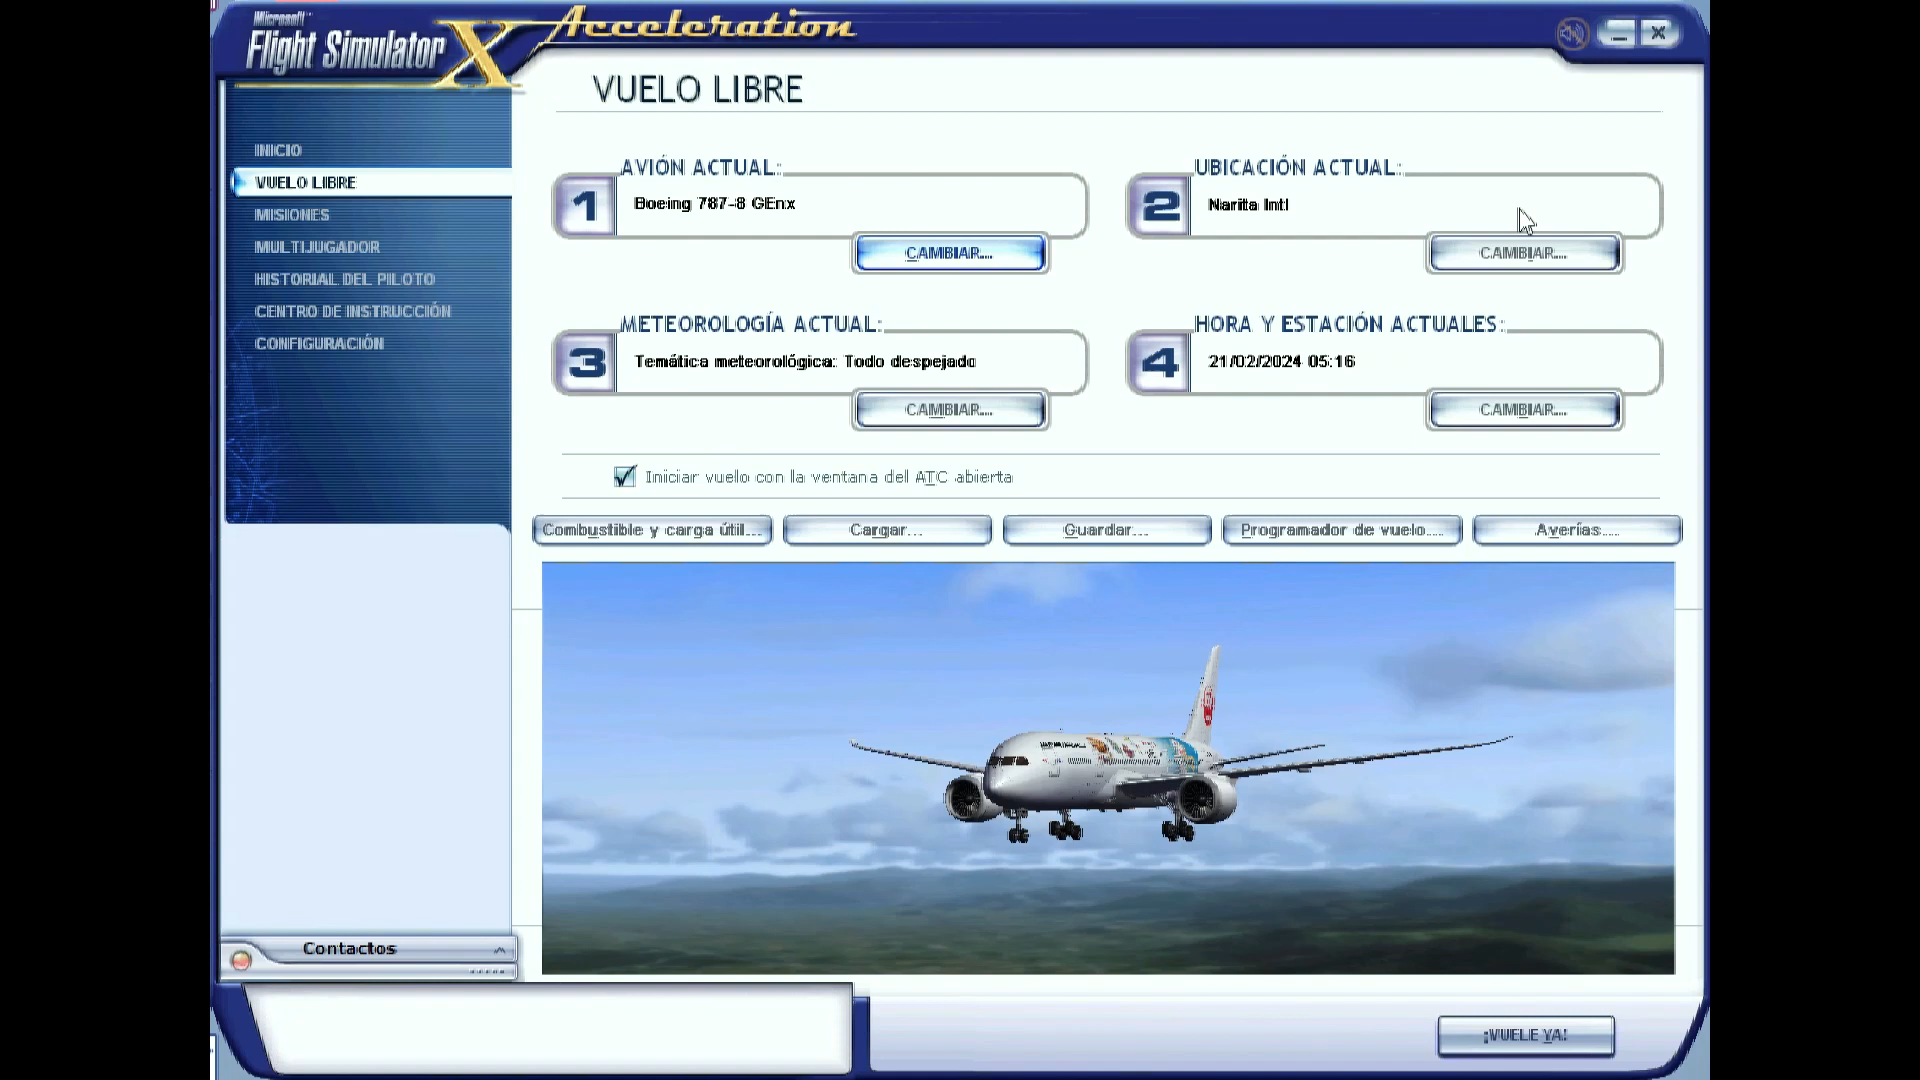 Microsoft
Flight Simulator X Acceleration
VUELO LIBRE
INICIO
VUELO LIBRE
MISIONES
MULTIJUGADOR
HISTORIAL DEL PILOTO
CENTRO DE INSTRUCCIÓN
CONFIGURACIÓN
AVIÓN ACTUAL:
1
Boeing 787-8 GEnx
CAMBIAR...
UBICACIÓN ACTUAL:
2
Narita Intl
CAMBIAR...
METEOROLOGÍA ACTUAL:
3
Temática meteorológica: Todo despejado
CAMBIAR...
HORA Y ESTACIÓN ACTUALES:
4
21/02/2024 05:16
CAMBIAR...
Iniciar vuelo con la ventana del ATC abierta
Combustible y carga útil...
Cargar...
Guardar...
Programador de vuelo...
Averías...
Contactos
¡VUELE YA!